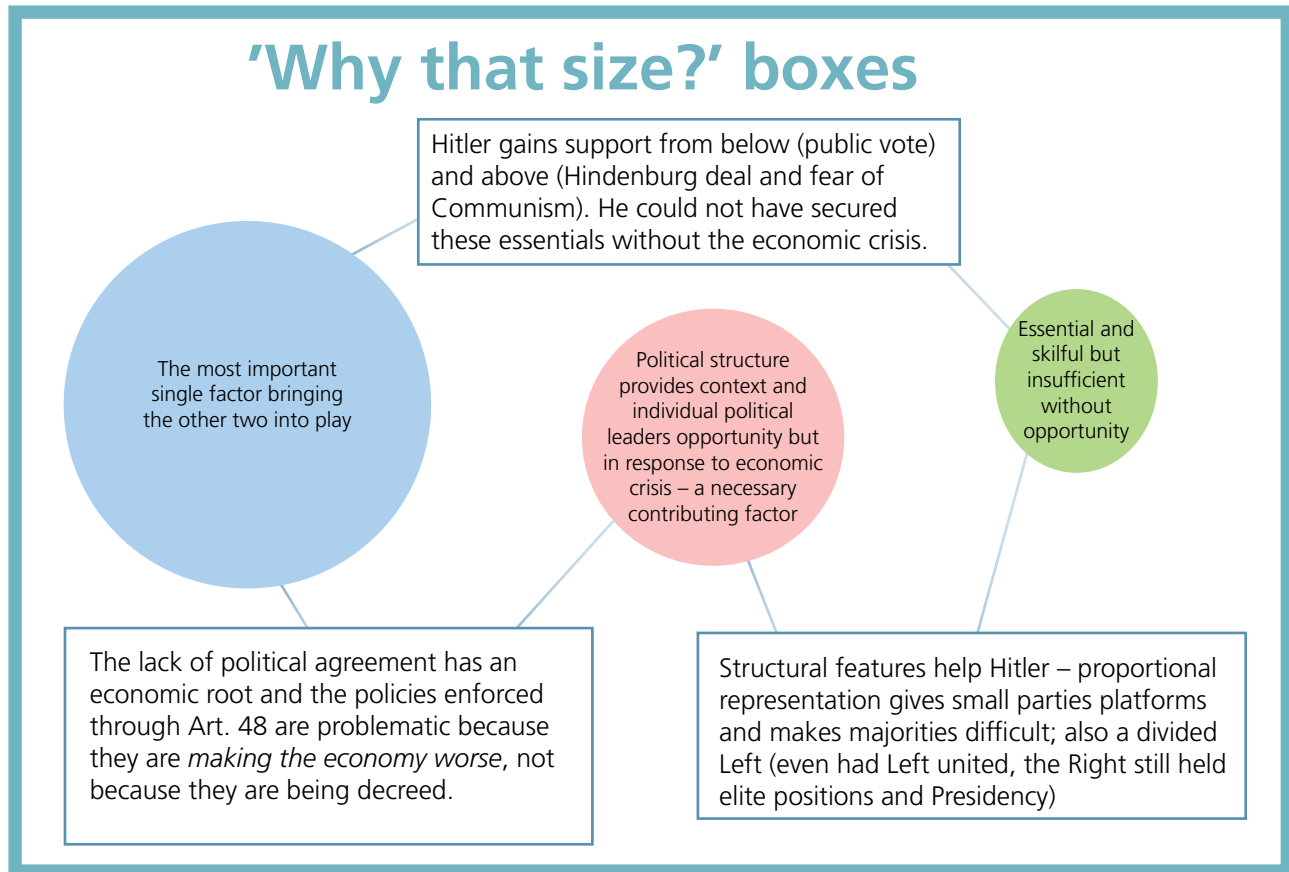 'Why that size?' boxes
Hitler gains support from below (public vote)
and above (Hindenburg deal and fear of
Communism). He could not have secured
these essentials without the economic crisis.
The most important
single factor bringing
the other two into play
Political structure
provides context and
individual political
leaders opportunity but
in response to economic
crisis – a necessary
contributing factor
Essential and
skilful but
insufficient
without
opportunity
The lack of political agreement has an
economic root and the policies enforced
through Art. 48 are problematic because
they are making the economy worse, not
because they are being decreed.
Structural features help Hitler – proportional
representation gives small parties platforms
and makes majorities difficult; also a divided
Left (even had Left united, the Right still held
elite positions and Presidency)